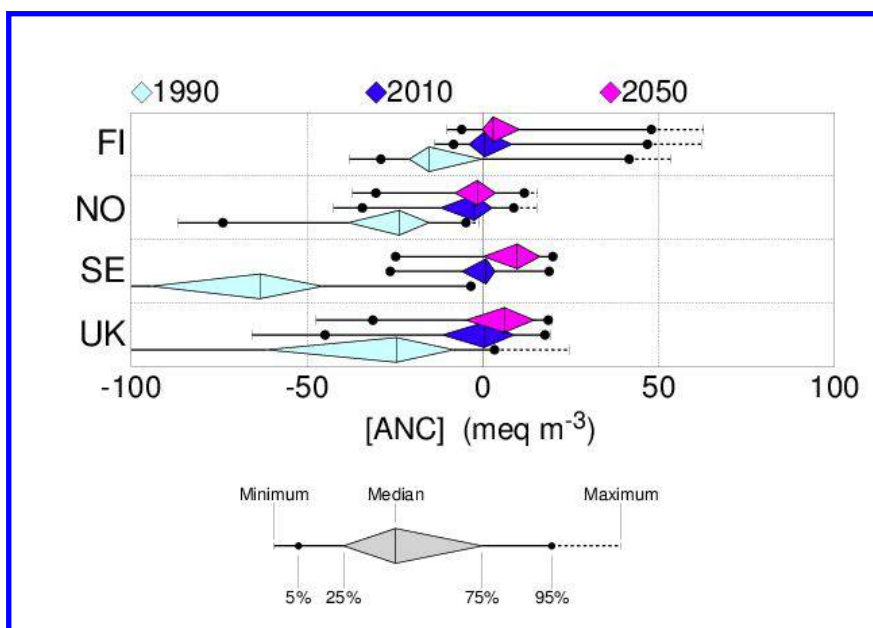 1990 2010 2050
FI
NO
SE
UK
-100 -50 0 50 100
[ANC] (meq m⁻³)
Minimum Median Maximum
5% 25% 75% 95%